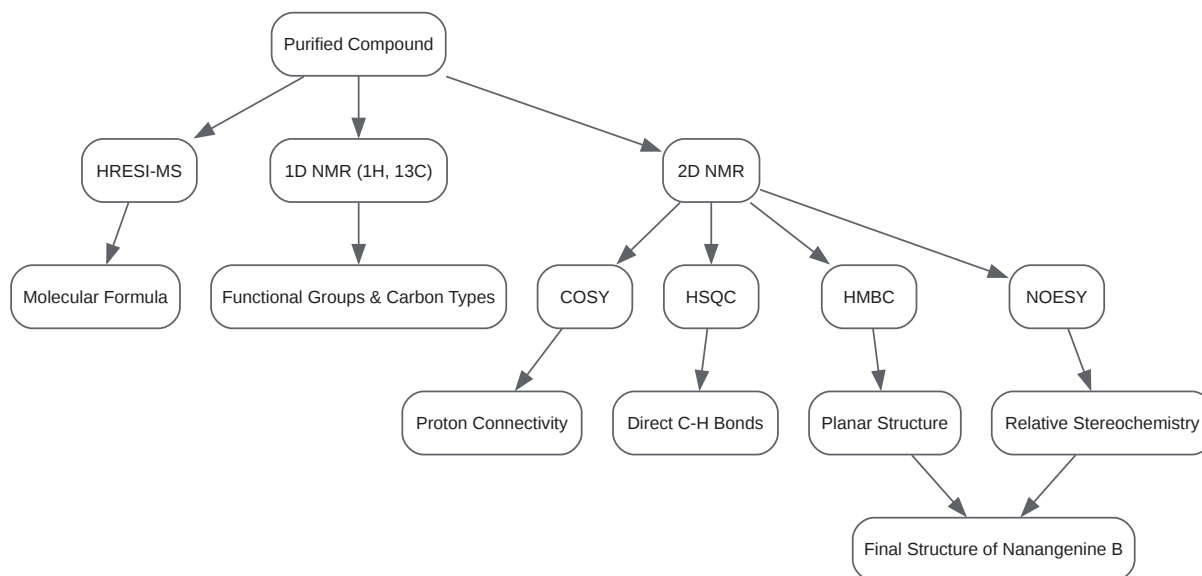 Purified Compound
HRESI-MS
1D NMR (1H, 13C)
2D NMR
Molecular Formula
Functional Groups & Carbon Types
COSY
HSQC
HMBC
NOESY
Proton Connectivity
Direct C-H Bonds
Planar Structure
Relative Stereochemistry
Final Structure of Nanangenine B